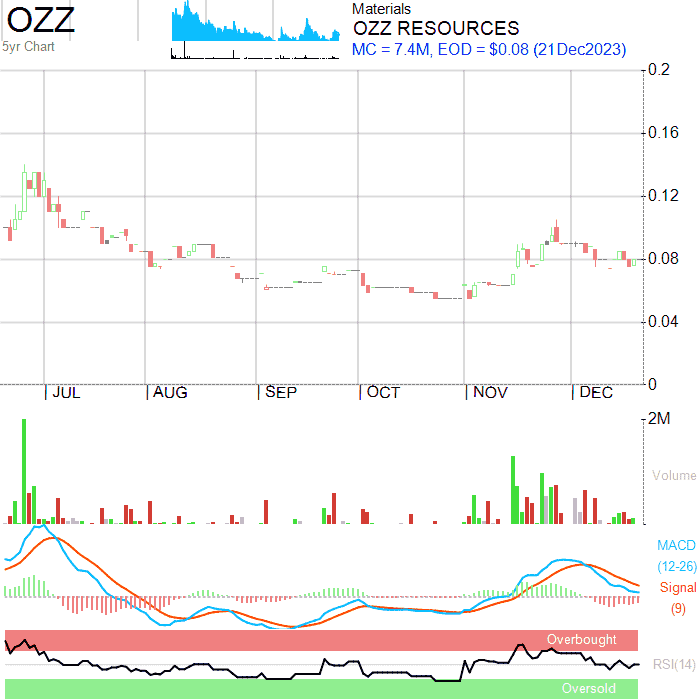 OZZ
5yr Chart
Materials
OZZ RESOURCES
MC = 7.4M, EOD = $0.08 (21Dec2023)
0.2
0.16
0.12
0.08
0.04
0
JUL AUG SEP OCT NOV DEC
2M
Volume
MACD
(12-26)
Signal
(9)
Overbought
RSI(14)
Oversold